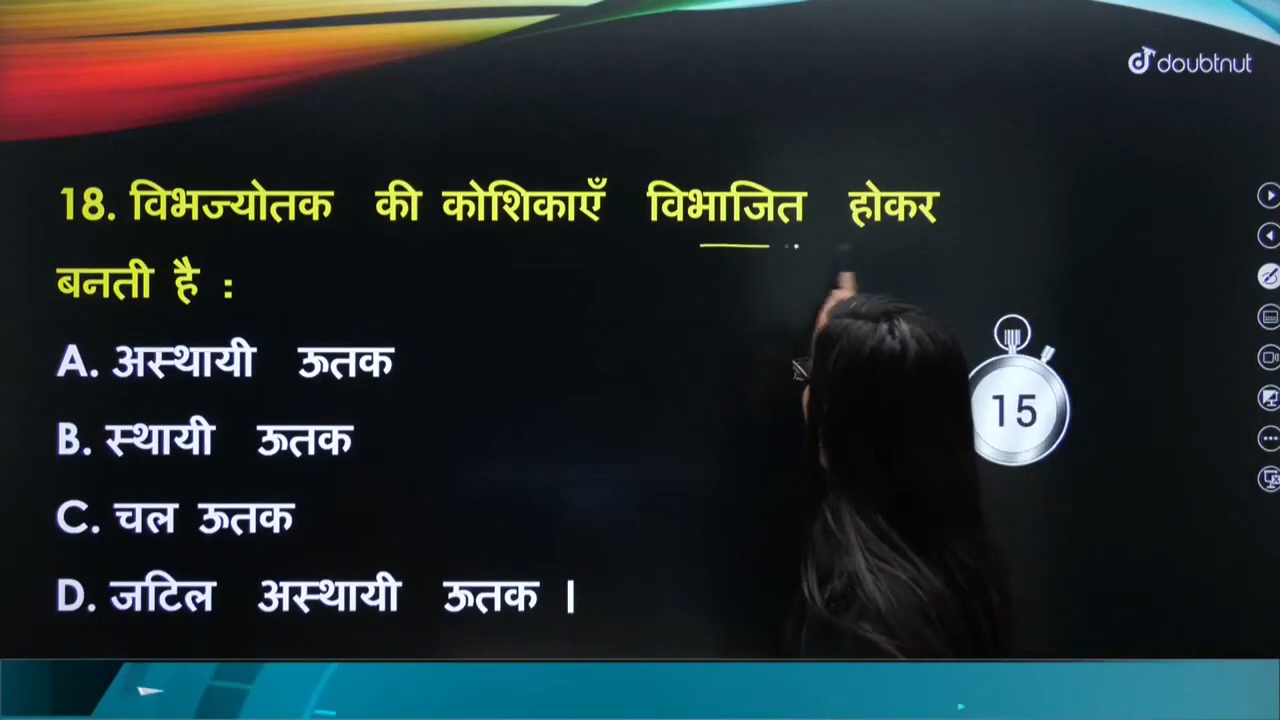 doubtnut
18. विभज्योतक की कोशिकाएँ विभाजित होकर
बनती है :
A. अस्थायी ऊतक
B. स्थायी ऊतक
C. चल ऊतक
D. जटिल अस्थायी ऊतक ।
15